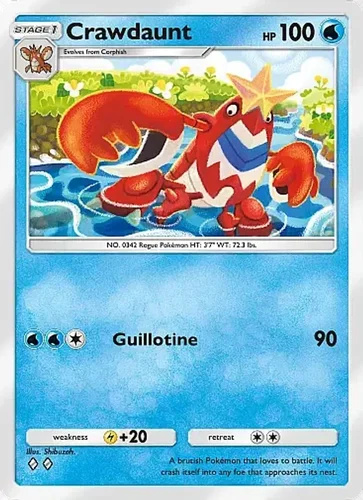 STAGE 1
Crawdaunt
HP 100
Evolves from Corphish
NO. 0342 Rogue Pokémon HT: 3'7" WT: 72.3 lbs.
Guillotine 90
weakness +20 retreat
Illus. Shibuzoh.
A brutish Pokémon that loves to battle. It will
crash itself into any foe that approaches its nest.